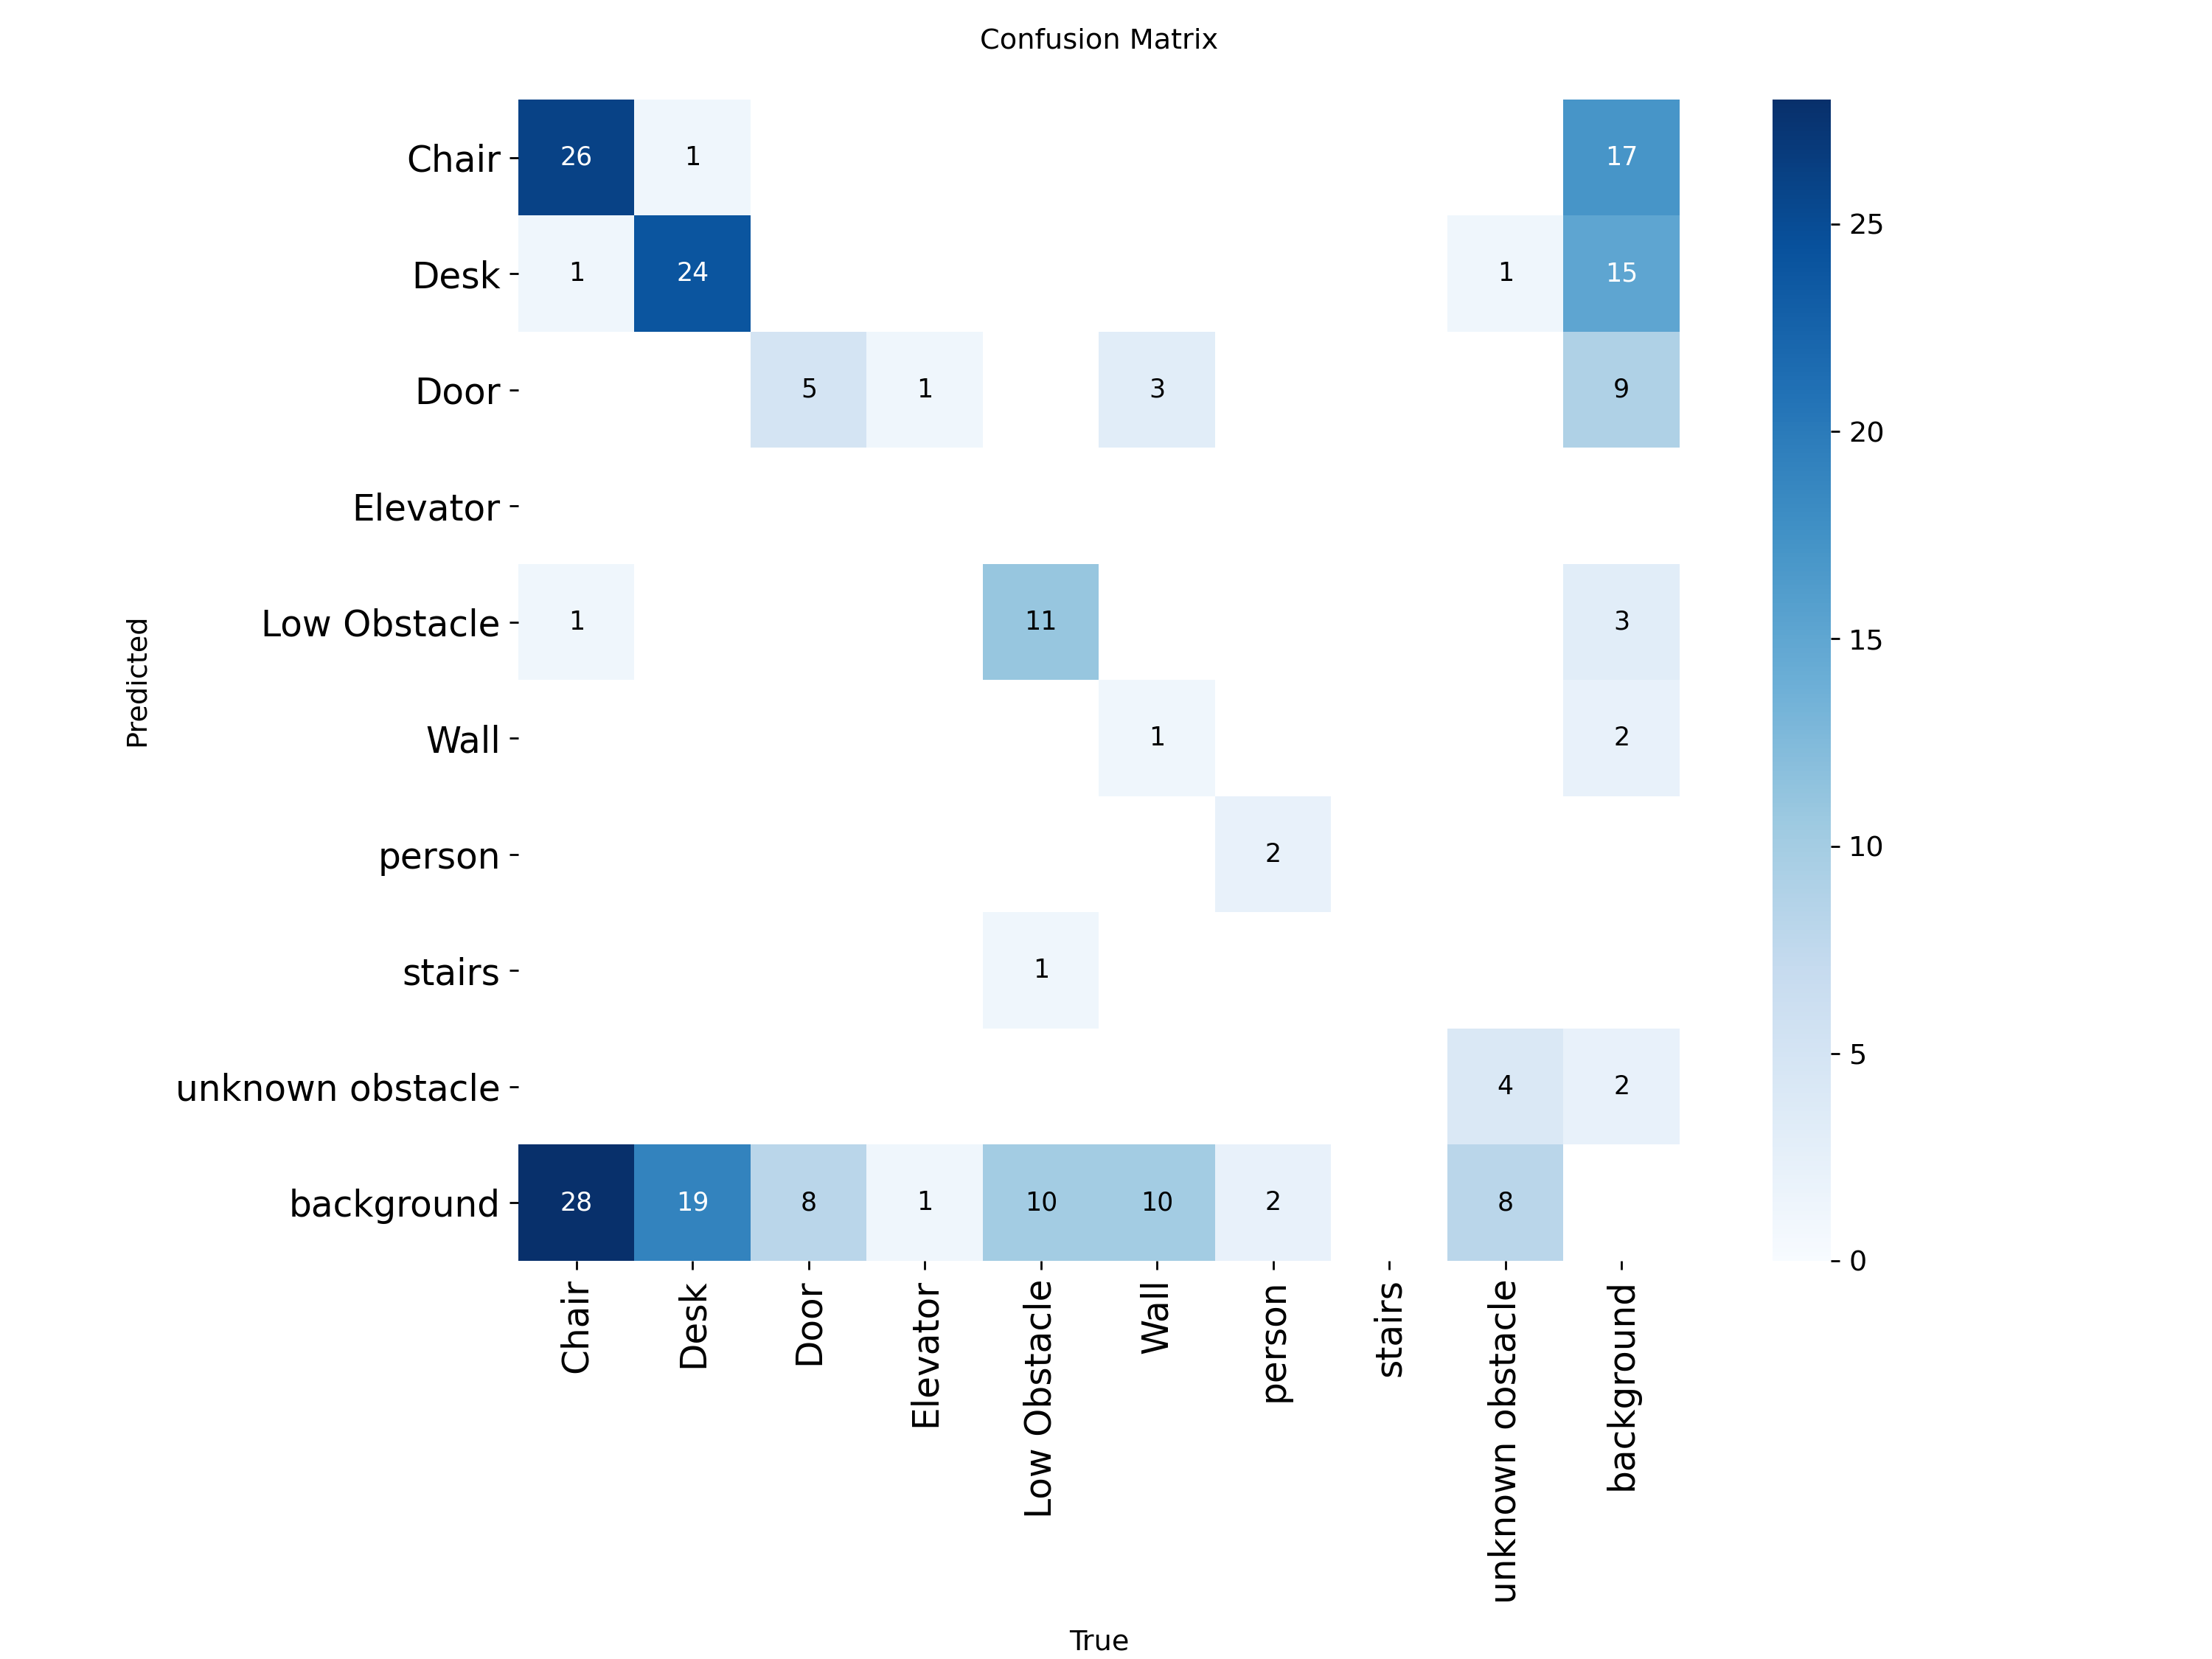 Confusion Matrix
Chair 26 1 17
Desk 1 24 1 15
Door 5 1 3 9
Elevator
Low Obstacle 1 11 3
Wall 1 2
person 2
stairs 1
unknown obstacle 4 2
background 28 19 8 1 10 10 2 8
Chair
Desk
Door
Elevator
Low Obstacle
Wall
person
stairs
unknown obstacle
background
True
Predicted
25
20
15
10
5
0